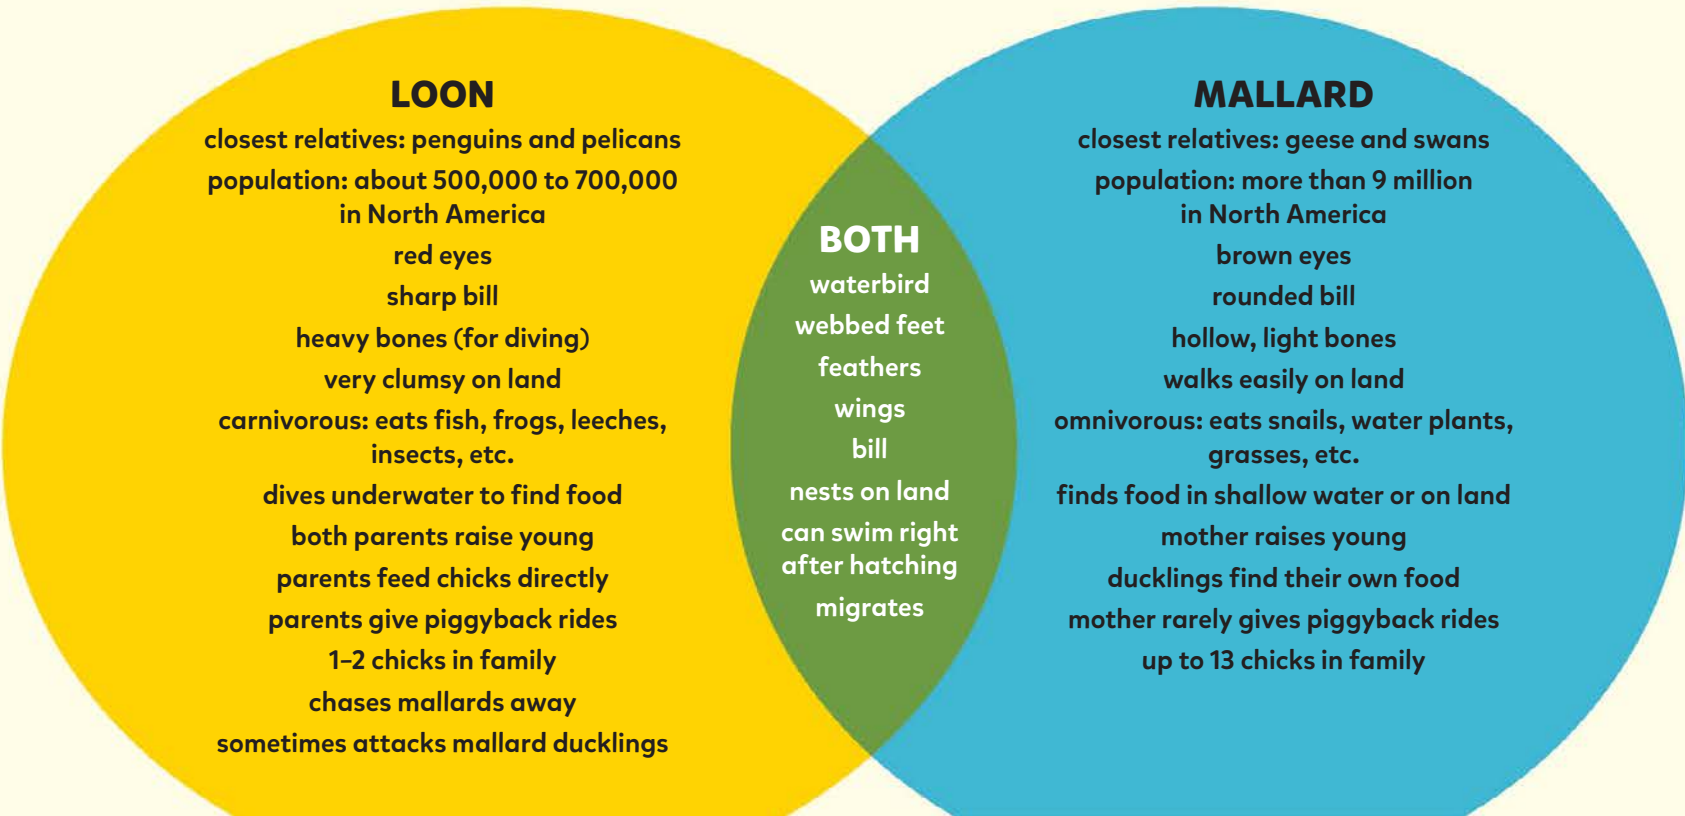 LOON
closest relatives: penguins and pelicans
population: about 500,000 to 700,000
in North America
red eyes
sharp bill
heavy bones (for diving)
very clumsy on land
carnivorous: eats fish, frogs, leeches,
insects, etc.
dives underwater to find food
both parents raise young
parents feed chicks directly
parents give piggyback rides
1–2 chicks in family
chases mallards away
sometimes attacks mallard ducklings
BOTH
waterbird
webbed feet
feathers
wings
bill
nests on land
can swim right
after hatching
migrates
MALLARD
closest relatives: geese and swans
population: more than 9 million
in North America
brown eyes
rounded bill
hollow, light bones
walks easily on land
omnivorous: eats snails, water plants,
grasses, etc.
finds food in shallow water or on land
mother raises young
ducklings find their own food
mother rarely gives piggyback rides
up to 13 chicks in family